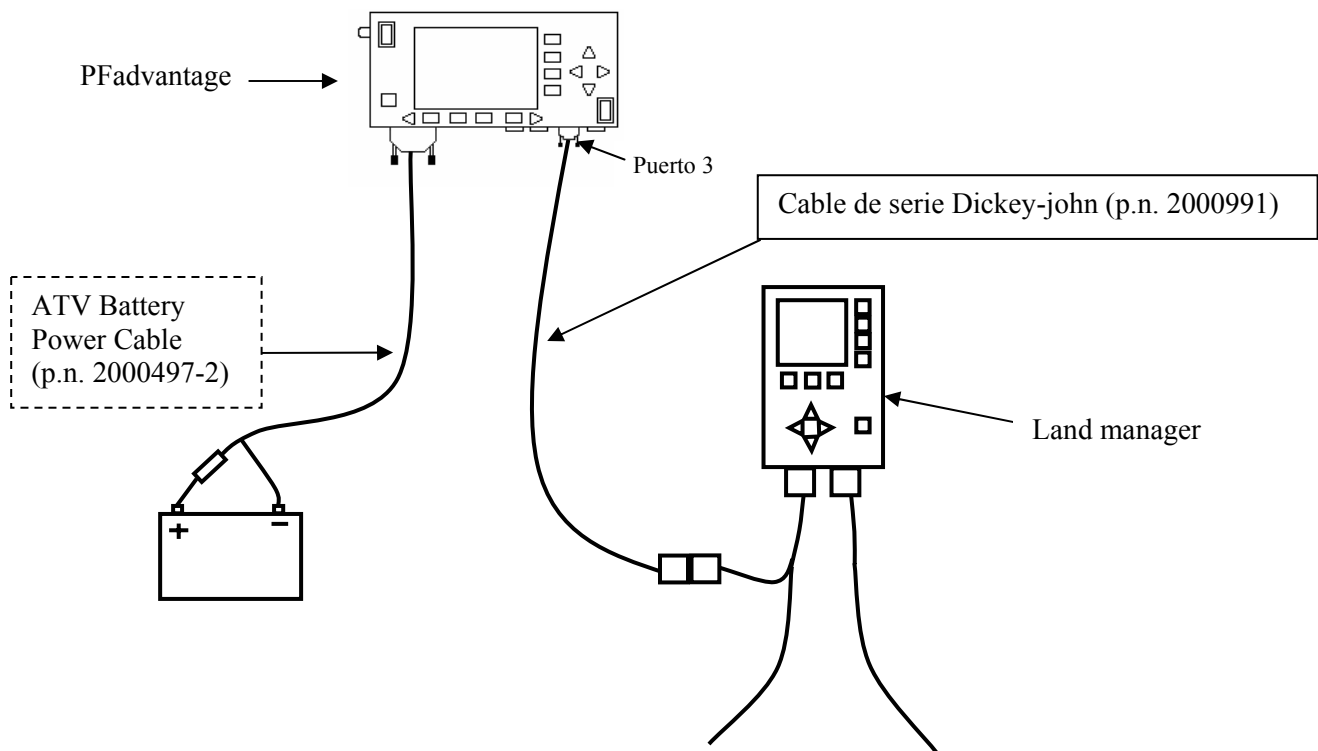 PFadvantage
Puerto 3
Cable de serie Dickey-john (p.n. 2000991)
ATV Battery
Power Cable
(p.n. 2000497-2)
Land manager
+
−